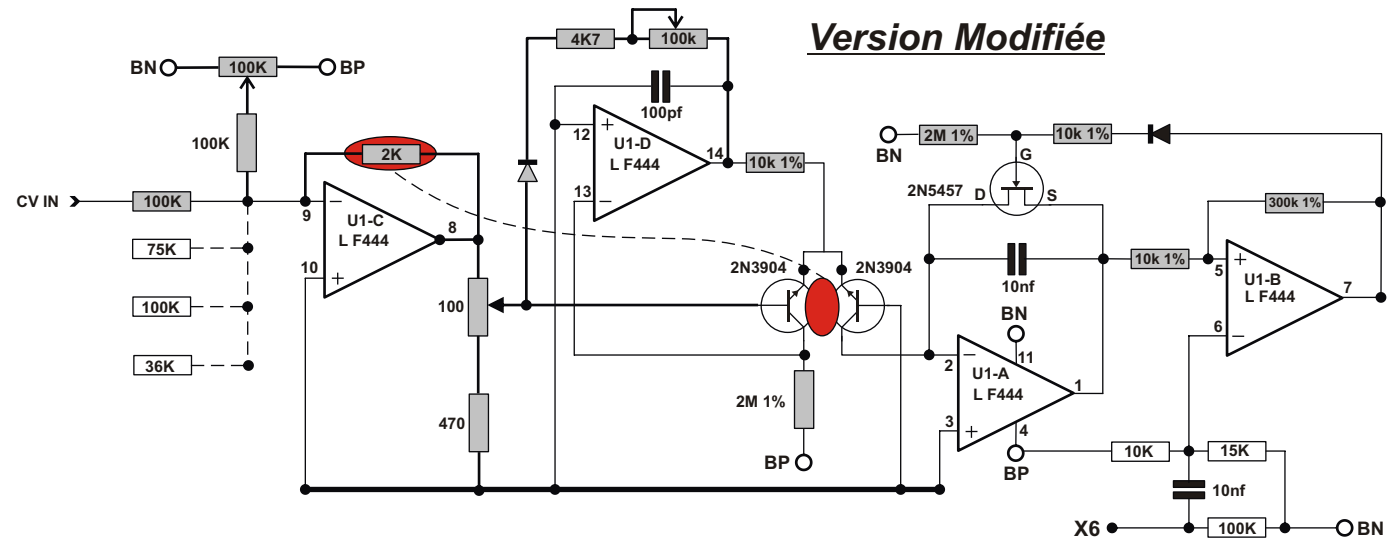 Version Modifiée
4K7
100k
BN
100K
BP
100pf
12
+
U1-D
L F444
14
10k 1%
13
−
BN
2M 1%
10k 1%
G
2N5457
D
S
100K
2K
CV IN
100K
9
−
U1-C
L F444
8
10
+
75K
100K
36K
300k 1%
10nf
10k 1%
+
5
U1-B
L F444
7
6
−
2N3904
2N3904
100
BN
11
−
2
U1-A
L F444
1
3
+
4
BP
2M 1%
BP
470
10K
15K
10nf
X6
100K
BN